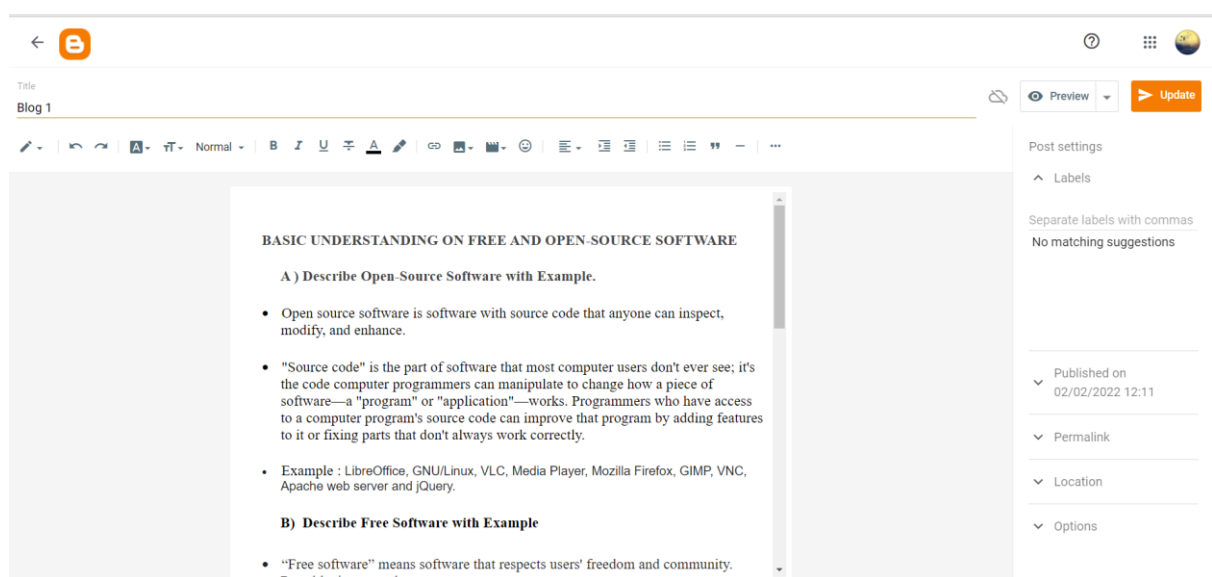 Title
Blog 1
Preview
Update
Normal
B I U A
Post settings
Labels
Separate labels with commas
No matching suggestions
BASIC UNDERSTANDING ON FREE AND OPEN-SOURCE SOFTWARE
A ) Describe Open-Source Software with Example.
• Open source software is software with source code that anyone can inspect,
modify, and enhance.
• "Source code" is the part of software that most computer users don't ever see; it's
the code computer programmers can manipulate to change how a piece of
software—a "program" or "application"—works. Programmers who have access
to a computer program's source code can improve that program by adding features
to it or fixing parts that don't always work correctly.
• Example : LibreOffice, GNU/Linux, VLC, Media Player, Mozilla Firefox, GIMP, VNC,
Apache web server and jQuery.
B) Describe Free Software with Example
• “Free software” means software that respects users' freedom and community.
Published on
02/02/2022 12:11
Permalink
Location
Options